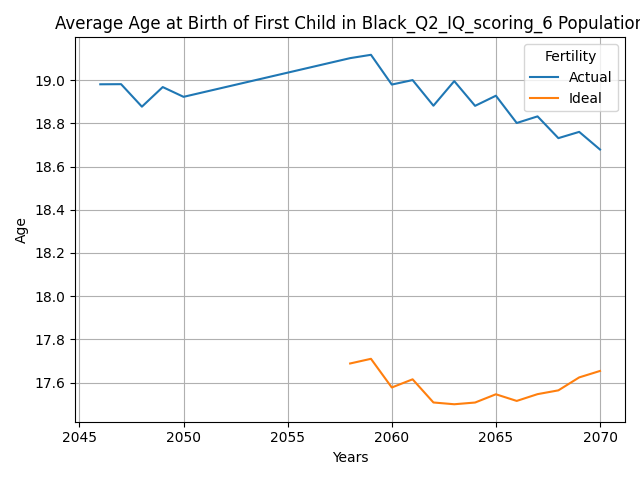 Average Age at Birth of First Child in Black_Q2_IQ_scoring_6 Population
Fertility
Actual
Ideal
19.0
18.8
18.6
18.4
18.2
18.0
17.8
17.6
Age
2045 2050 2055 2060 2065 2070
Years